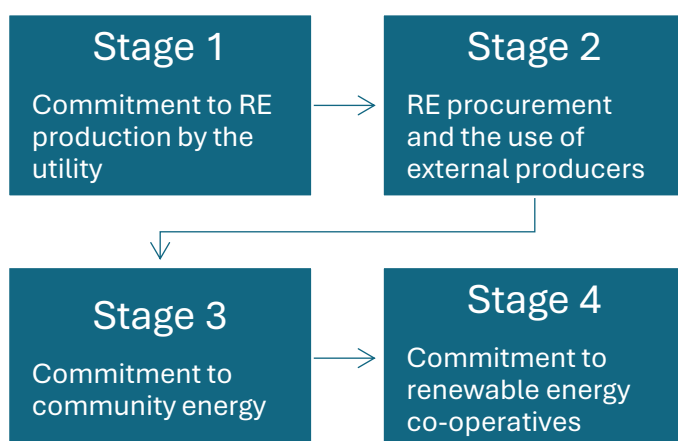 Stage 1
Commitment to RE
production by the
utility
Stage 2
RE procurement
and the use of
external producers
Stage 3
Commitment to
community energy
Stage 4
Commitment to
renewable energy
co-operatives